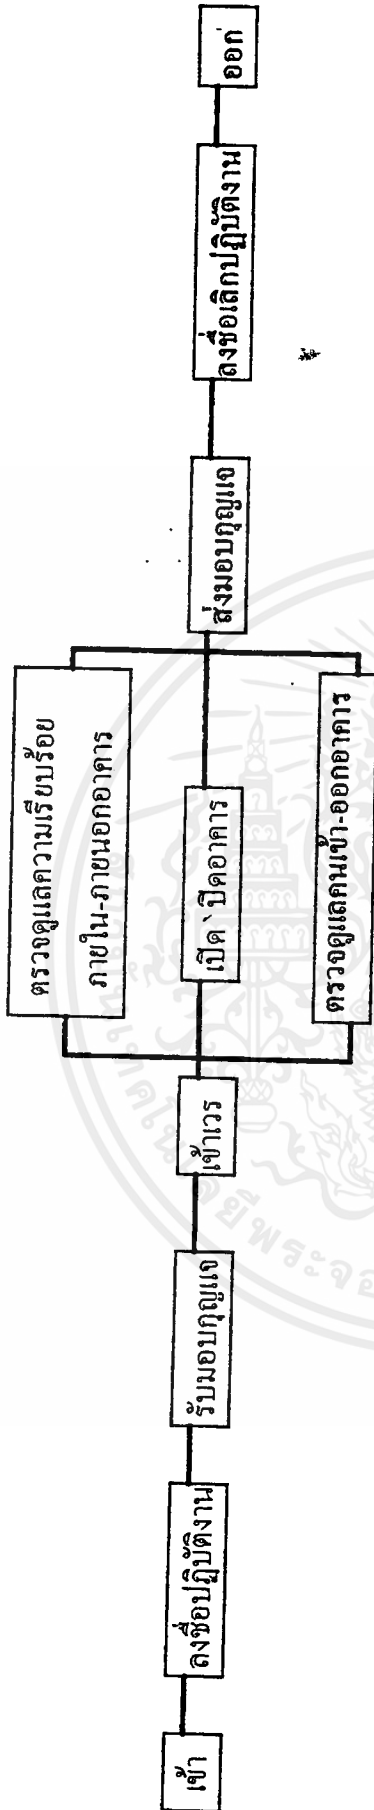 เข้า
ลงชื่อปฏิบัติงาน
รับมอบกุญแจ
เข้าเวร
ตรวจดูแลความเรียบร้อย
ภายใน-ภายนอกอาคาร
เปิด ปิดอาคาร
ตรวจดูแลคนเข้า-ออกอาคาร
ส่งมอบกุญแจ
ลงชื่อเลิกปฏิบัติงาน
ออก